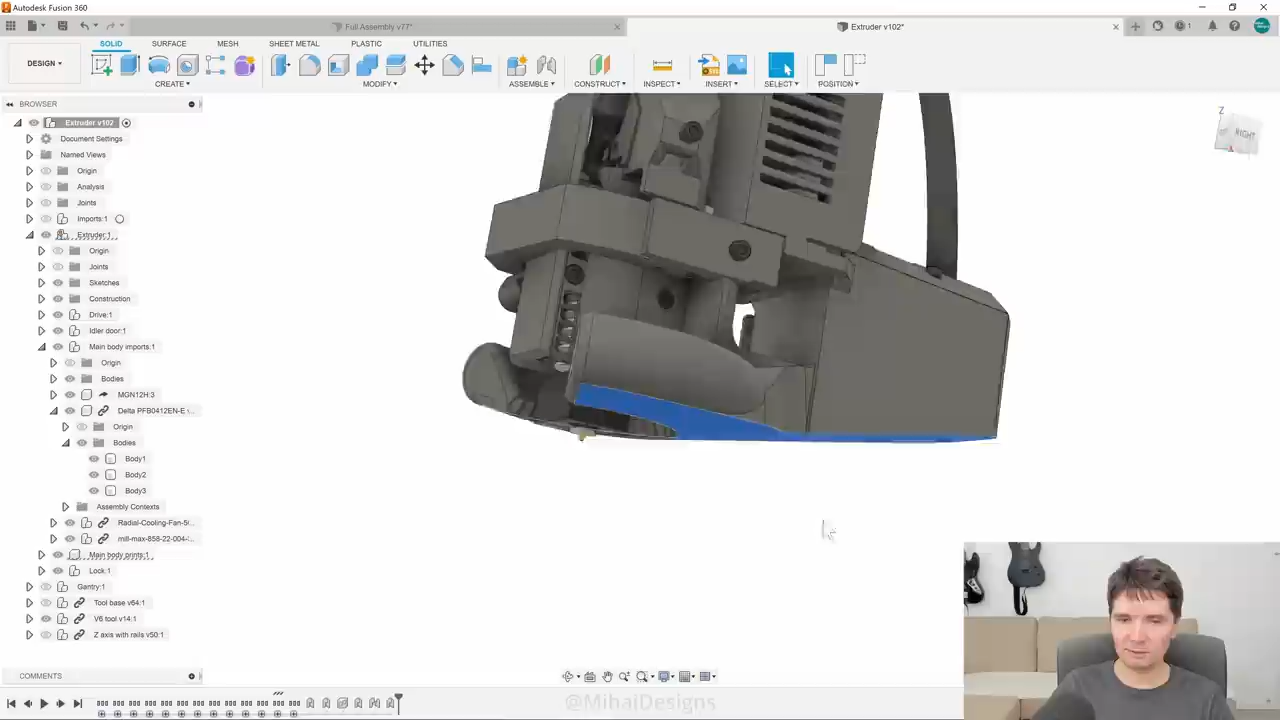 Autodesk Fusion 360
Full Assembly v77*
Extruder v102*
1
SOLID
SURFACE
MESH
SHEET METAL
PLASTIC
UTILITIES
DESIGN
CREATE
MODIFY
ASSEMBLE
CONSTRUCT
INSPECT
INSERT
SELECT
POSITION
BROWSER
Extruder v102
Document Settings
Named Views
Origin
Analysis
Joints
Imports:1
Extruder:1
Origin
Joints
Sketches
Construction
Drive:1
Idler door:1
Main body imports:1
Origin
Bodies
MGN12H:3
Delta PFB0412EN-E v...
Origin
Bodies
Body1
Body2
Body3
Assembly Contexts
Radial-Cooling-Fan-5(...
mill-max-858-22-004-:...
Main body prints:1
Lock:1
Gantry:1
Tool base v64:1
V6 tool v14:1
Z axis with rails v50:1
COMMENTS
Z
RIGHT
@MihaiDesigns